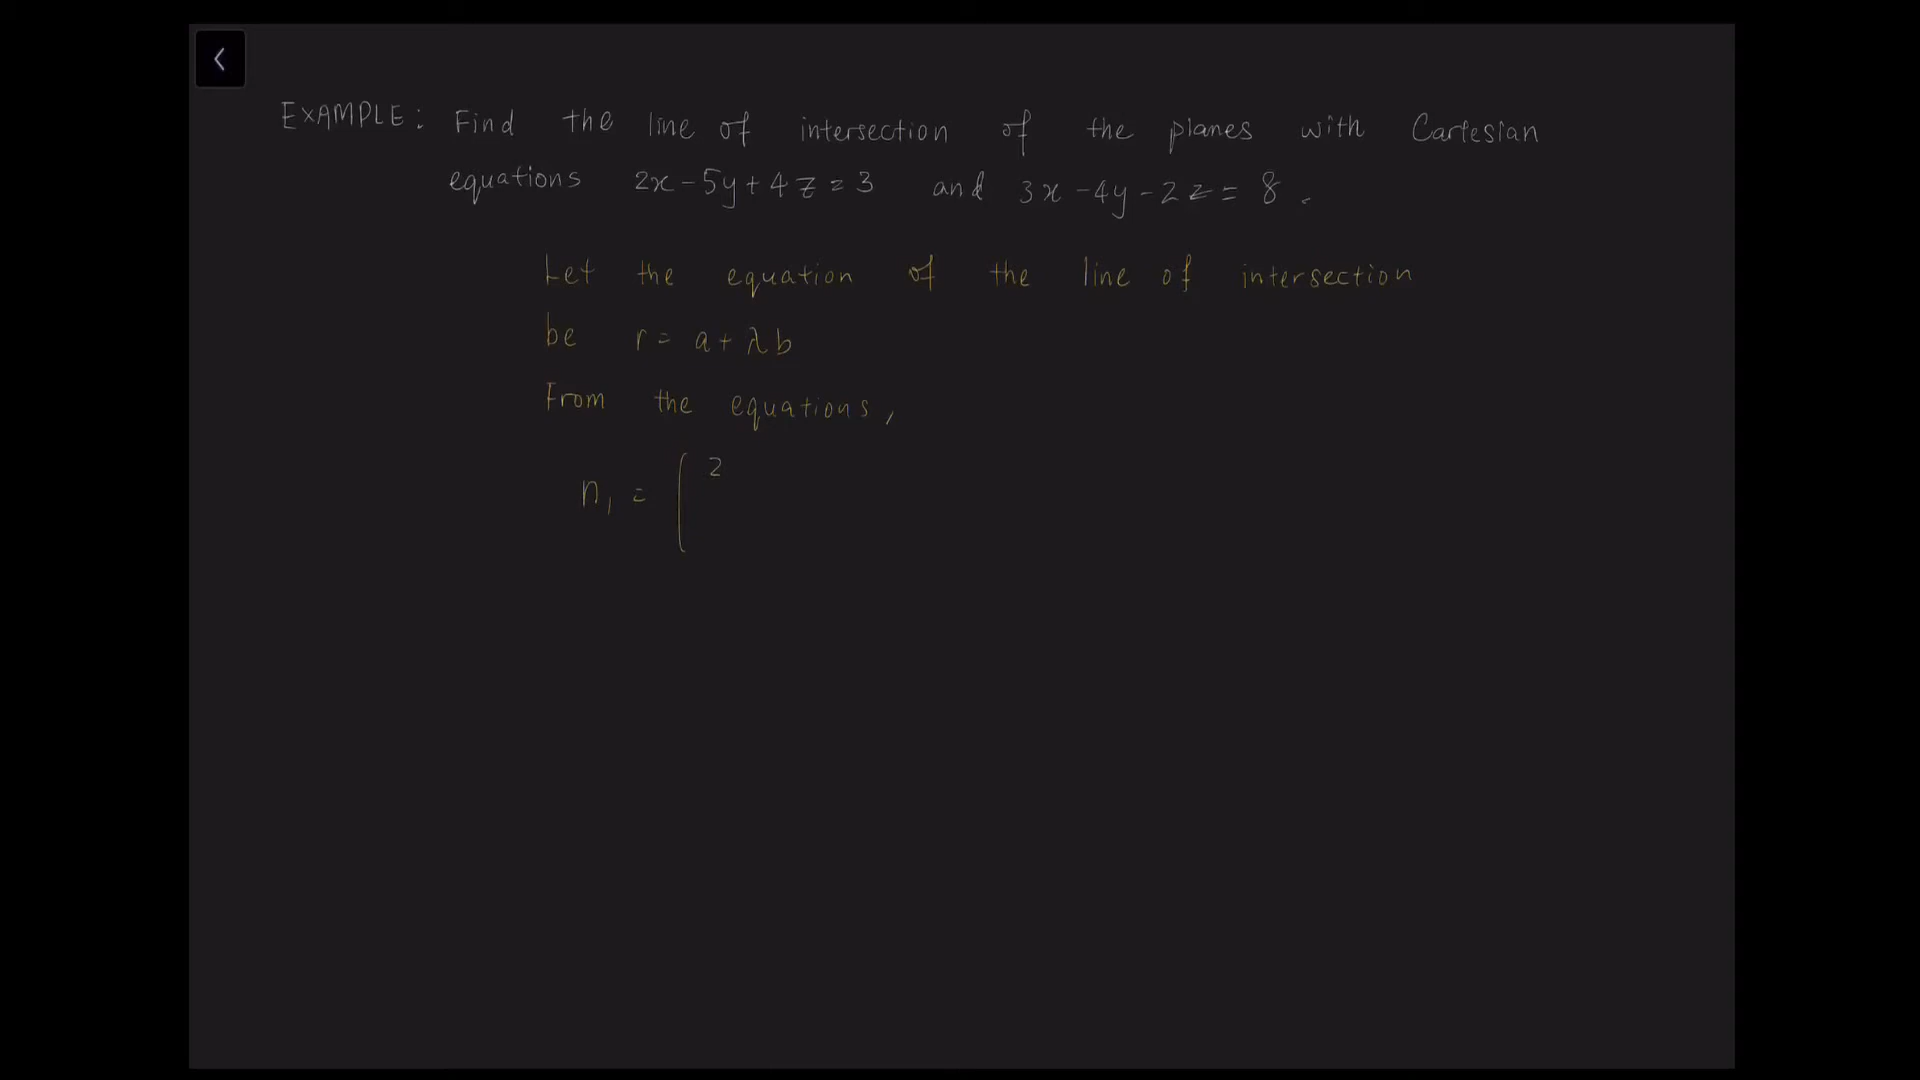 EXAMPLE: Find the line of intersection of the planes with Cartesian
equations 2x-5y+4z=3 and 3x-4y-2z=8.
Let the equation of the line of intersection
be r=a+λb
From the equations,
n₁ = ( 2